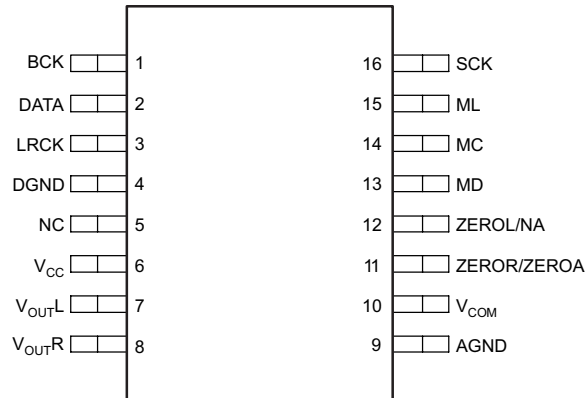 BCK 1 16 SCK
DATA 2 15 ML
LRCK 3 14 MC
DGND 4 13 MD
NC 5 12 ZEROL/NA
VCC 6 11 ZEROR/ZEROA
VOUTL 7 10 VCOM
VOUTR 8 9 AGND